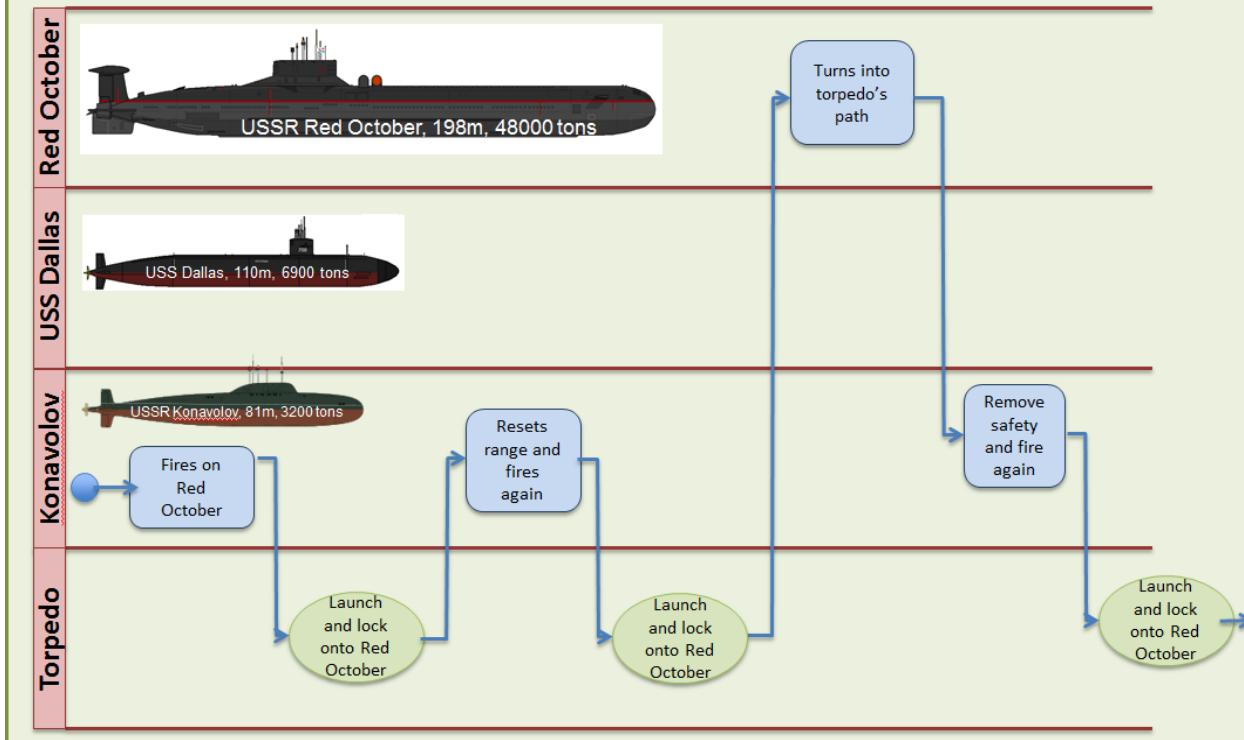 Red October
USSR Red October, 198m, 48000 tons
Turns into
torpedo's
path
USS Dallas
USS Dallas, 110m, 6900 tons
Konavolov
USSR Konavolov, 81m, 3200 tons
Fires on
Red
October
Resets
range and
fires
again
Remove
safety
and fire
again
Torpedo
Launch
and lock
onto Red
October
Launch
and lock
onto Red
October
Launch
and lock
onto Red
October